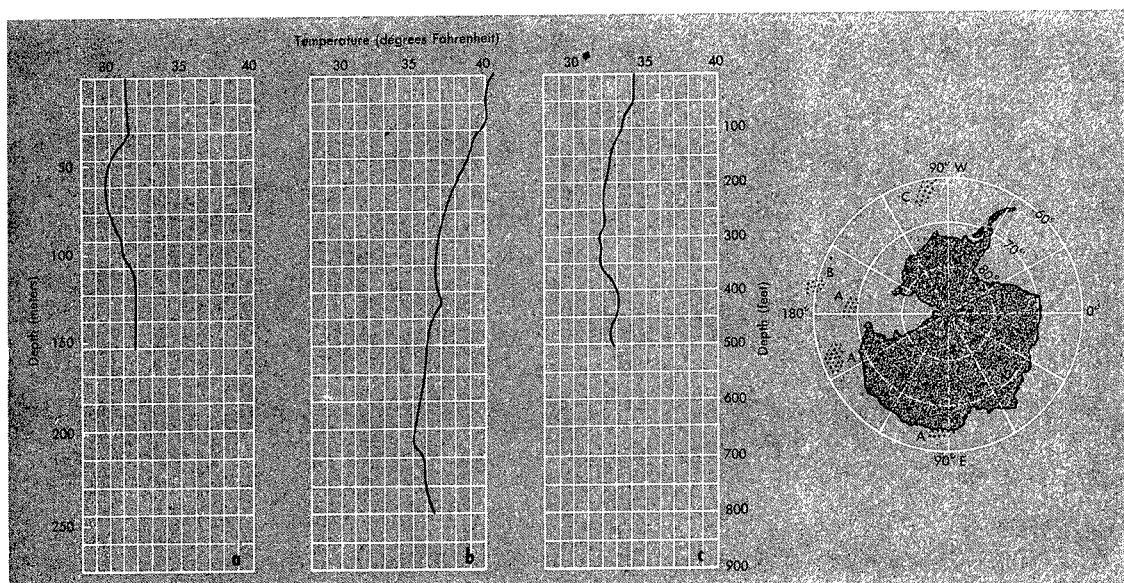 Temperature (degrees Fahrenheit)
30 35 40
30 35 40
30 35 40
Depth (meters)
50
100
150
200
250
a
b
c
100
200
300
400
500
600
700
800
900
Depth (feet)
90° W
C
60°
70°
80°
B
A
180°
0°
A
A
90° E